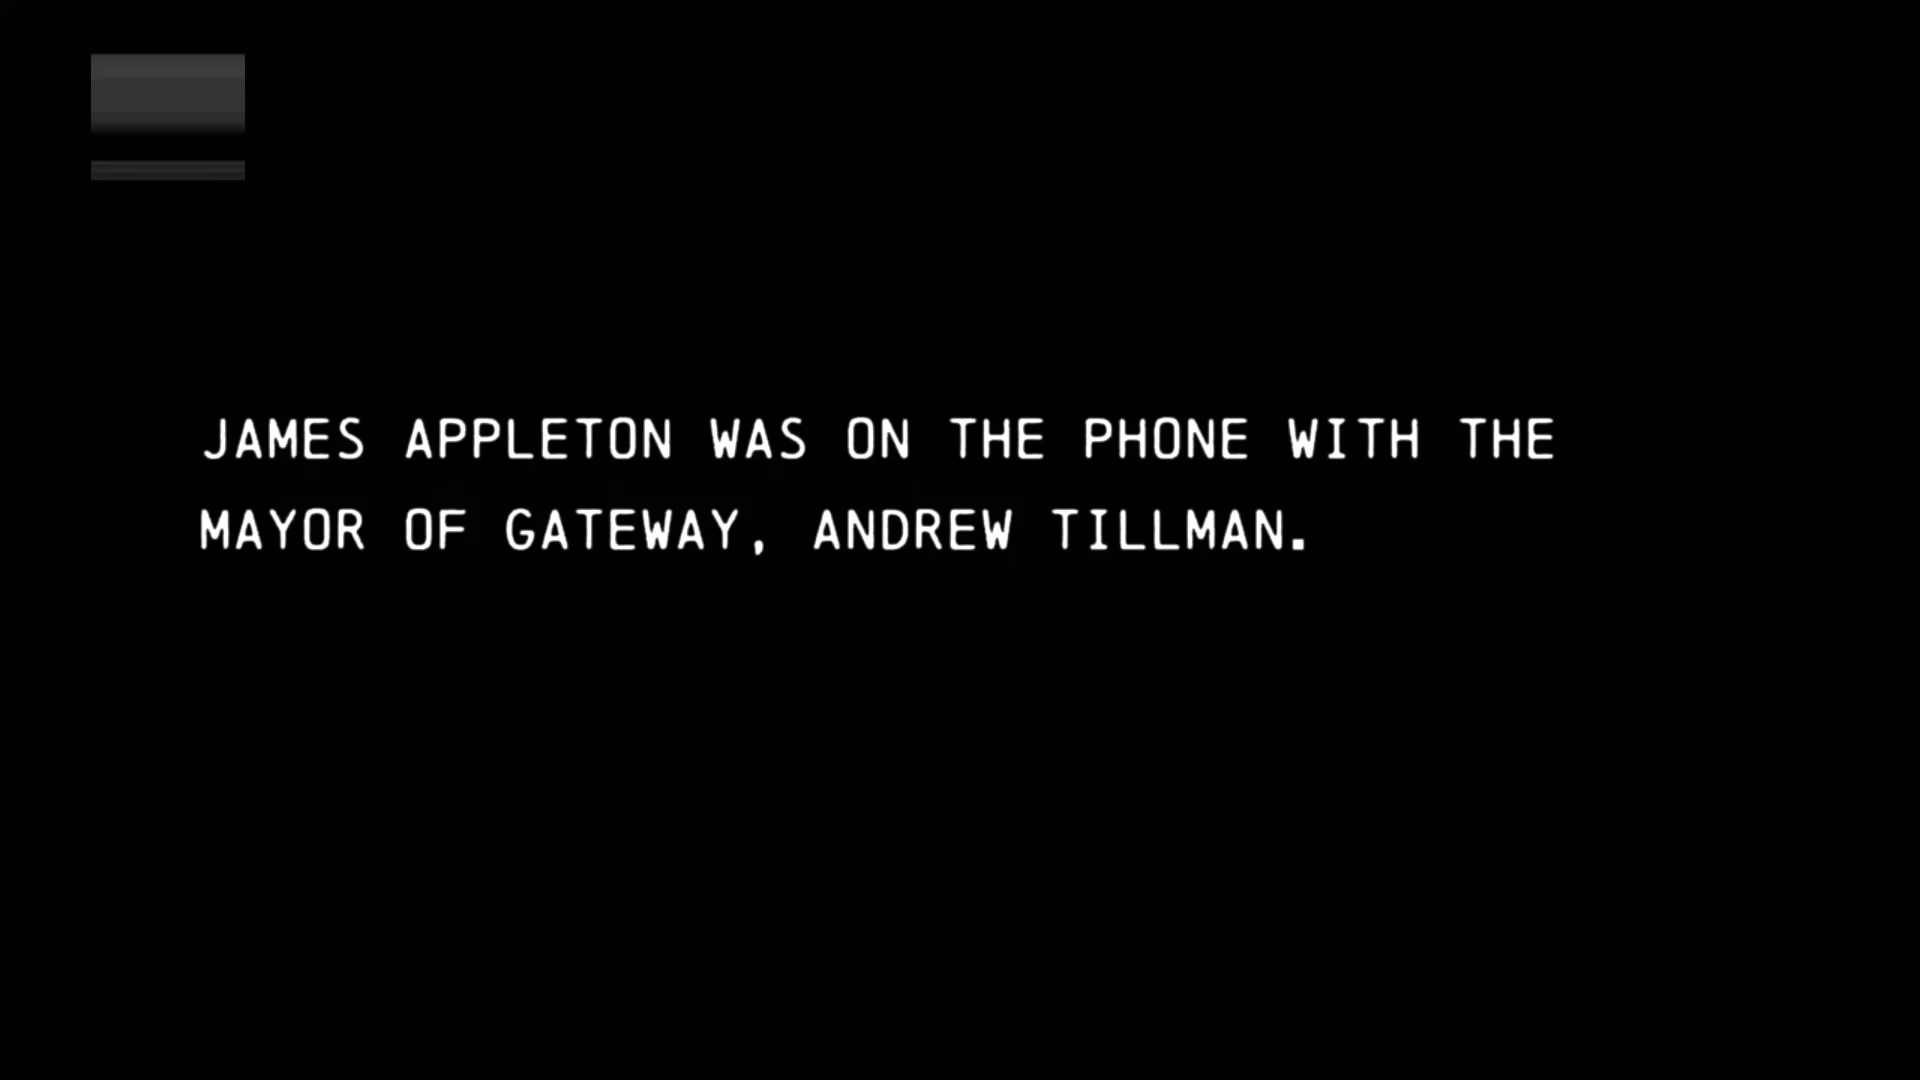 JAMES APPLETON WAS ON THE PHONE WITH THE
MAYOR OF GATEWAY, ANDREW TILLMAN.